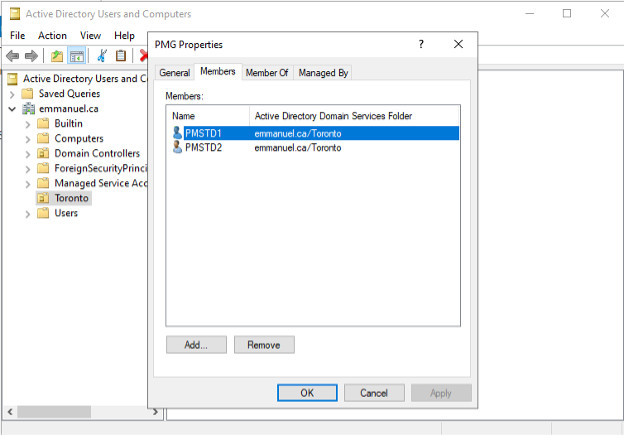 Active Directory Users and Computers
File Action View Help
Active Directory Users and C
Saved Queries
emmanuel.ca
Builtin
Computers
Domain Controllers
ForeignSecurityPrinci
Managed Service Acc
Toronto
Users
PMG Properties
General Members Member Of Managed By
Members:
Name Active Directory Domain Services Folder
PMSTD1 emmanuel.ca/Toronto
PMSTD2 emmanuel.ca/Toronto
Add... Remove
OK Cancel Apply